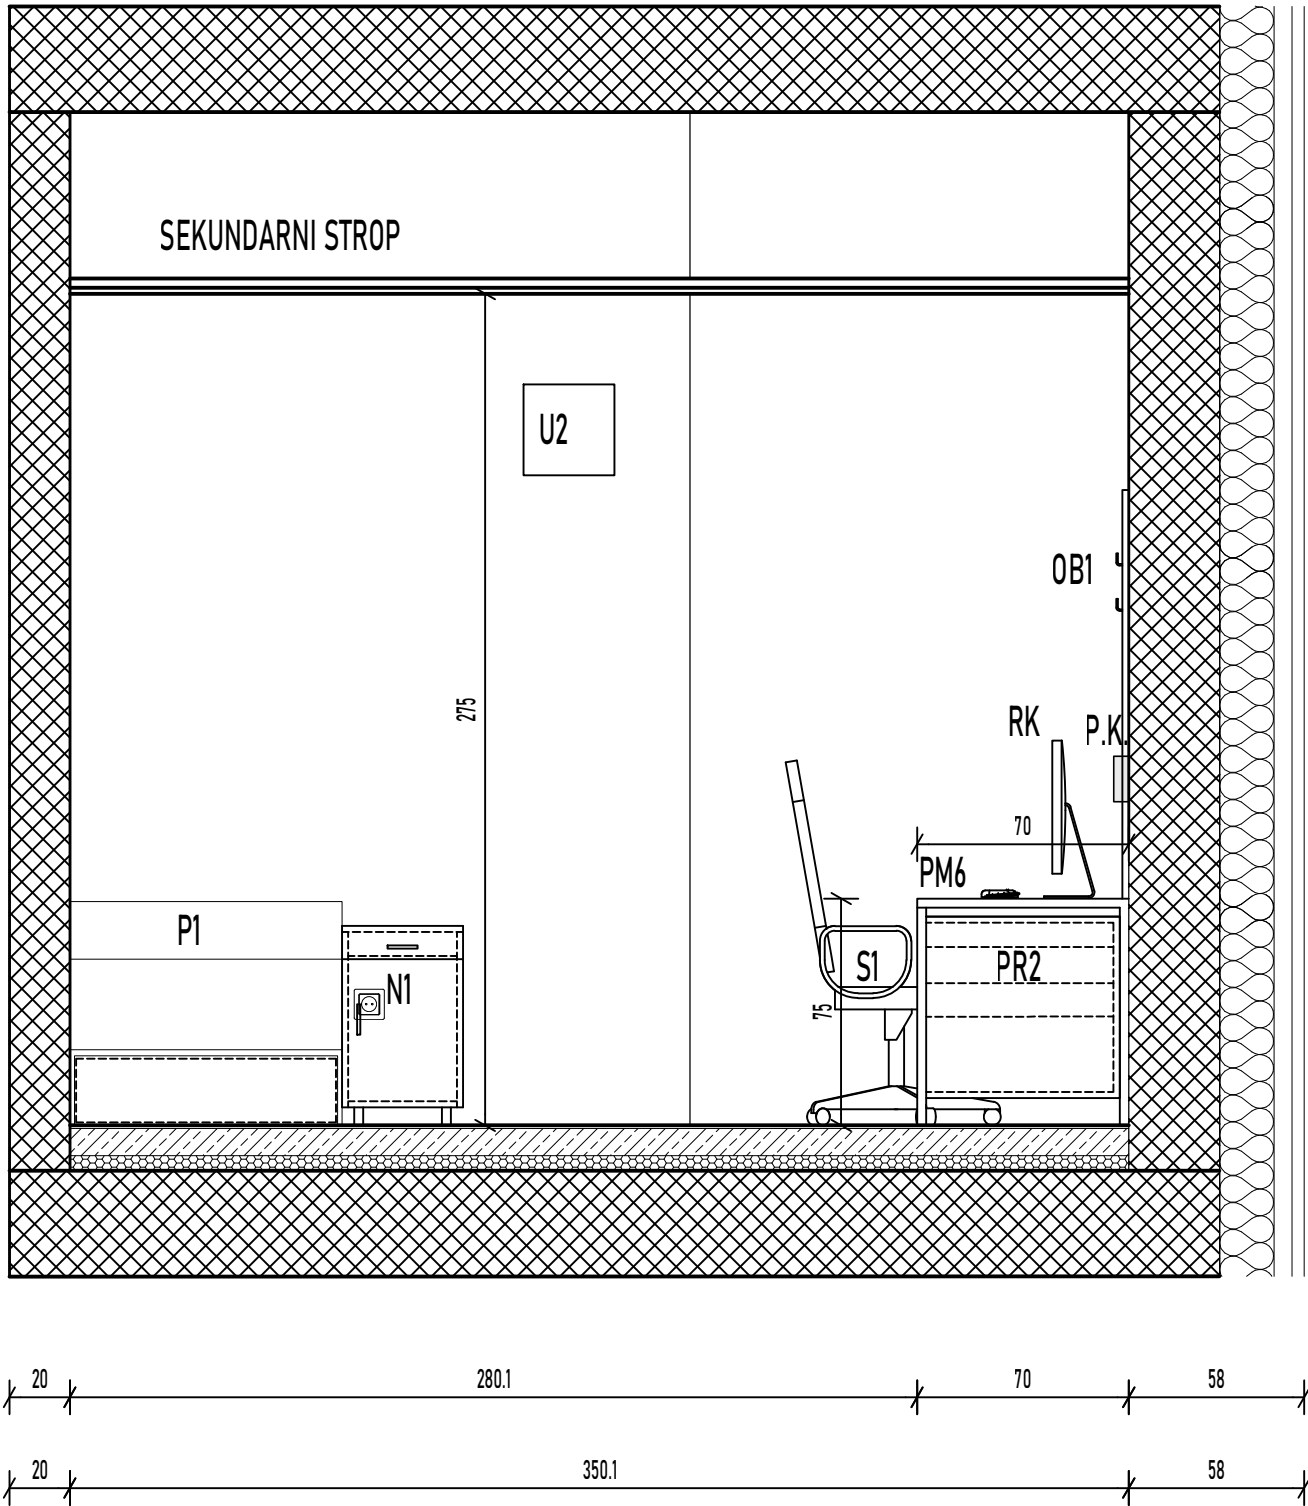 SEKUNDARNI STROP
U2
OB1
275
RK
P.K.
70
PM6
P1
N1
S1
PR2
75
20
280.1
70
58
20
350.1
58